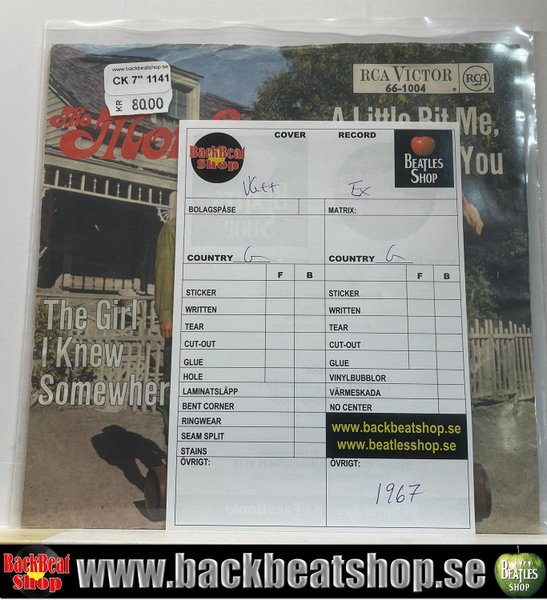 www.backbeatshop.se
CK 7" 1141
KR 80.00
RCA VICTOR
66-1004
RCA
The Mon
A Little Bit Me,
You
The Girl
I Knew
Somewher
COVER RECORD
BackBeat
Shop
BEATLES
SHOP
VG++ Ex
BOLAGSPÅSE MATRIX:
COUNTRY G COUNTRY G
F B F B
STICKER STICKER
WRITTEN WRITTEN
TEAR TEAR
CUT-OUT CUT-OUT
GLUE GLUE
HOLE VINYLBUBBLOR
LAMINATSLÄPP VÄRMESKADA
BENT CORNER NO CENTER
RINGWEAR
SEAM SPLIT
STAINS
www.backbeatshop.se
www.beatlesshop.se
ÖVRIGT: ÖVRIGT:
1967
BackBeat
Shop
www.backbeatshop.se
BEATLES
SHOP